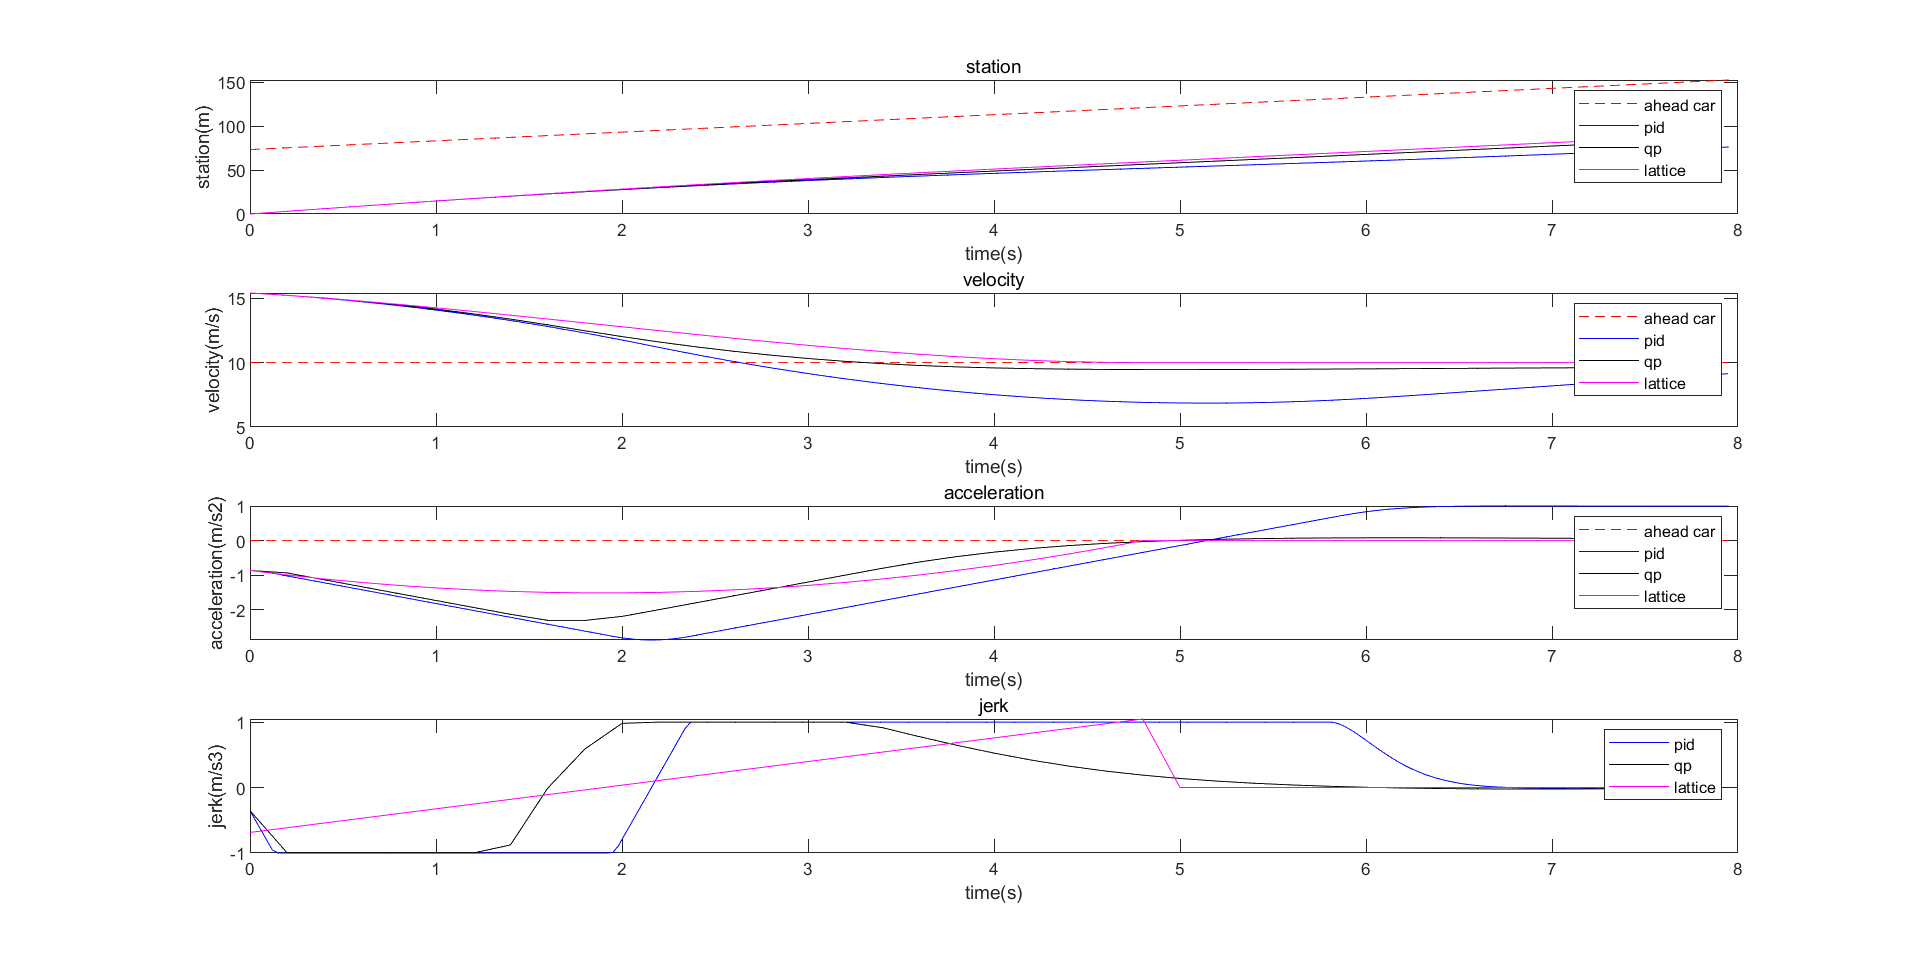 station
station(m)
150
100
50
0
ahead car
pid
qp
lattice
0 1 2 3 4 5 6 7 8
time(s)
velocity
velocity(m/s)
15
10
5
ahead car
pid
qp
lattice
0 1 2 3 4 5 6 7 8
time(s)
acceleration
acceleration(m/s2)
1
0
-1
-2
ahead car
pid
qp
lattice
0 1 2 3 4 5 6 7 8
time(s)
jerk
jerk(m/s3)
1
0
-1
pid
qp
lattice
0 1 2 3 4 5 6 7 8
time(s)